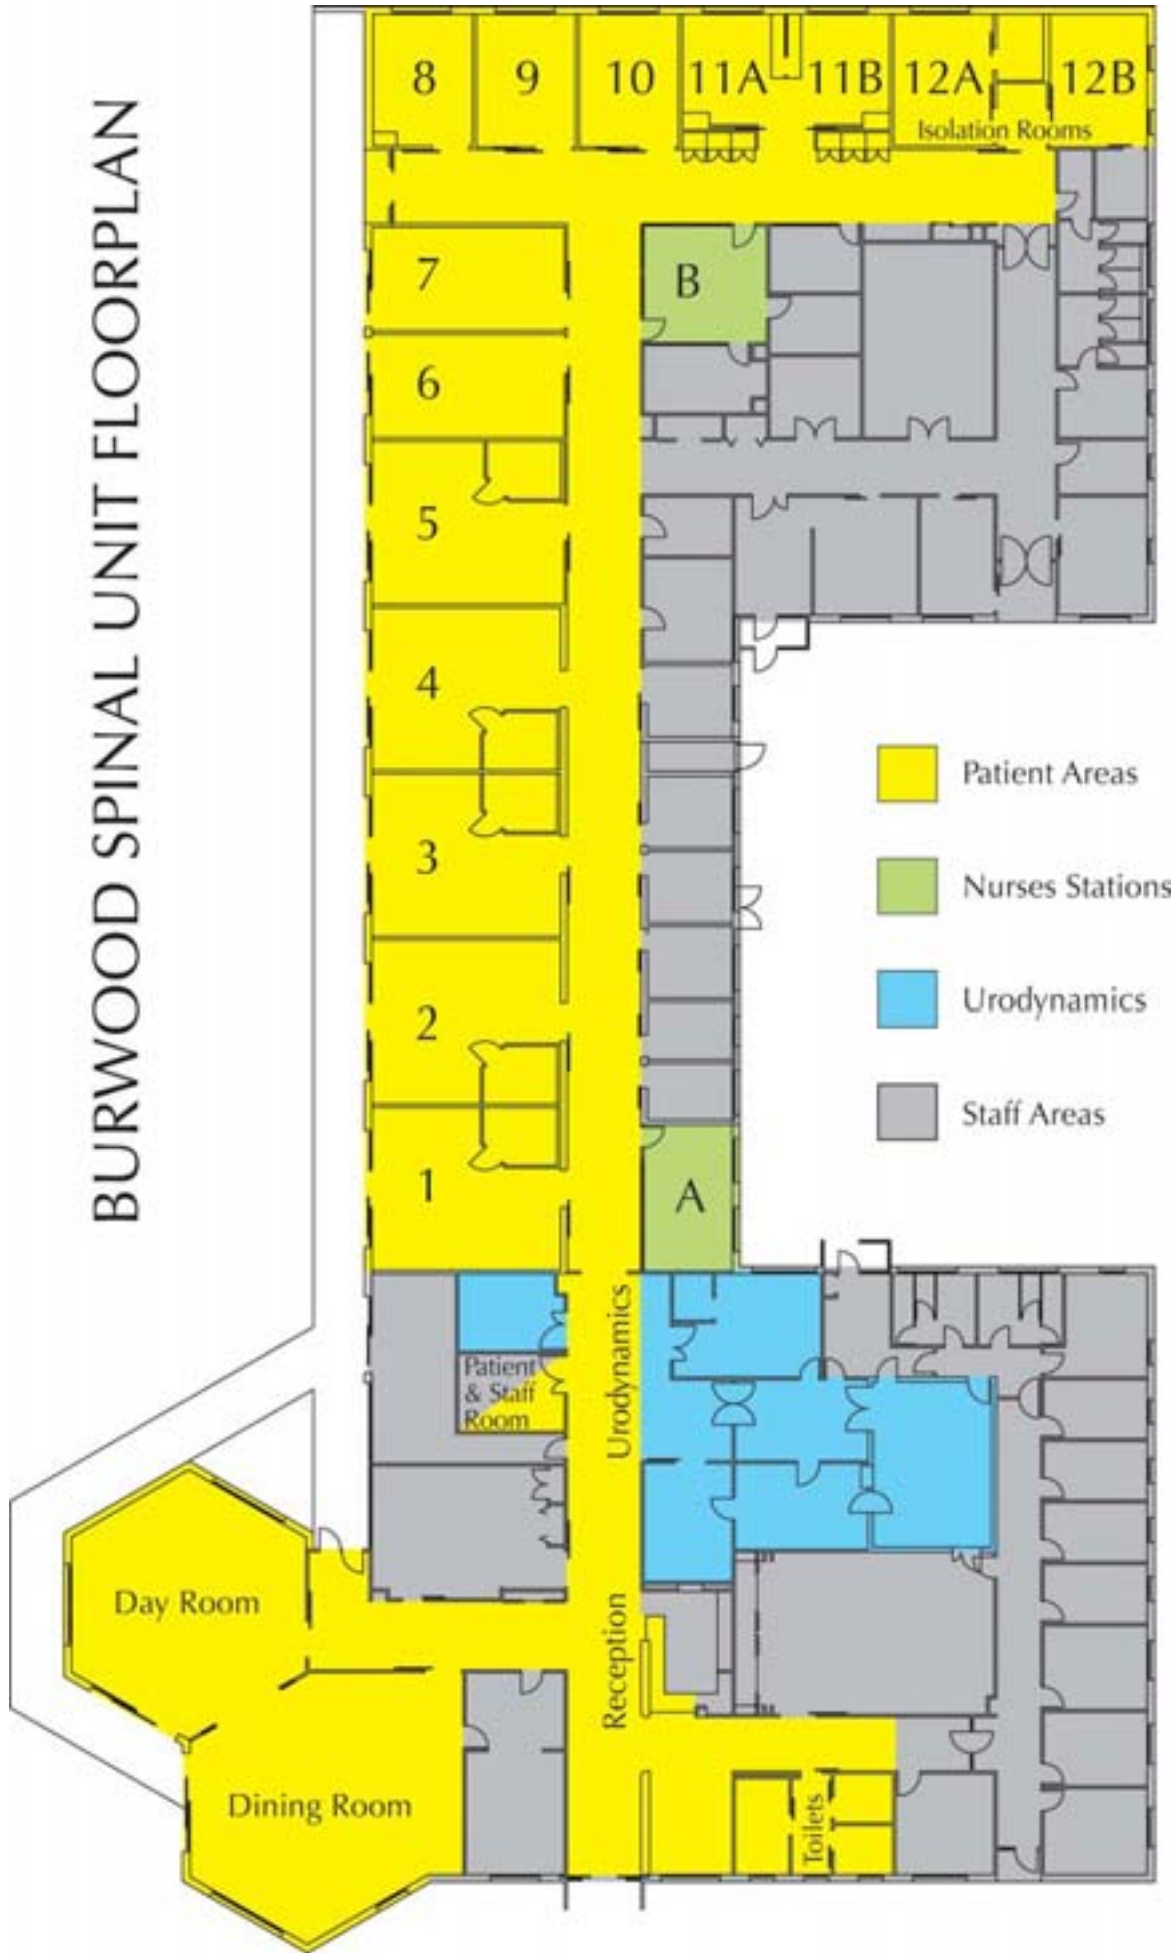 BURWOOD SPINAL UNIT FLOORPLAN
8
9
10
11A
11B
12A
12B
Isolation Rooms
7
B
6
5
4
Patient Areas
3
Nurses Stations
2
Urodynamics
Staff Areas
1
A
Urodynamics
Patient
& Staff
Room
Day Room
Reception
Dining Room
Toilets